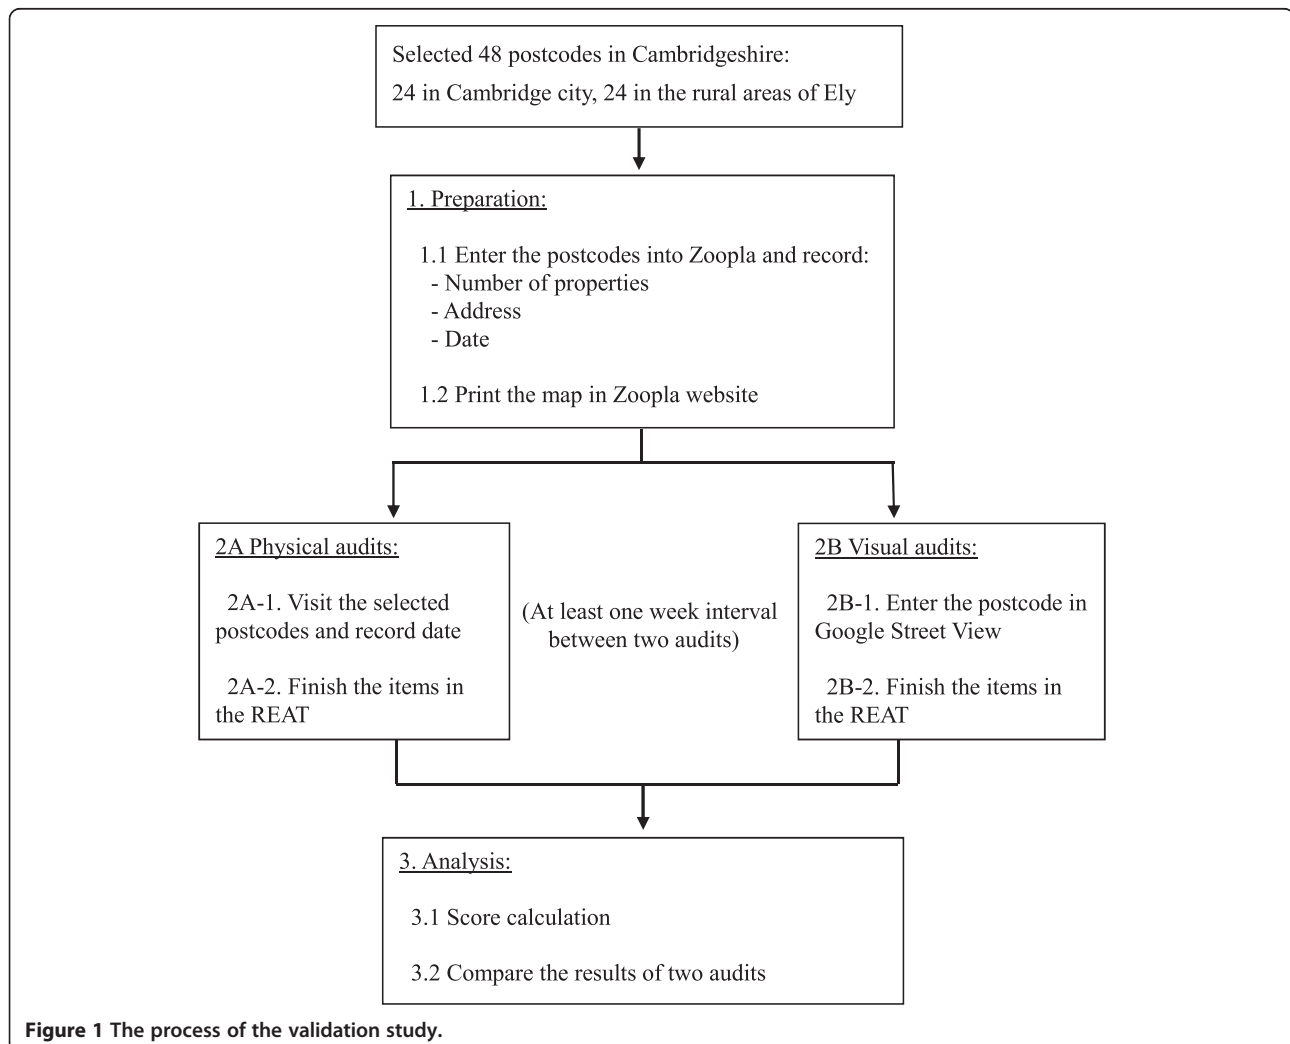 Selected 48 postcodes in Cambridgeshire:
24 in Cambridge city, 24 in the rural areas of Ely
1. Preparation:
1.1 Enter the postcodes into Zoopla and record:
- Number of properties
- Address
- Date
1.2 Print the map in Zoopla website
2A Physical audits:
2A-1. Visit the selected
postcodes and record date
2A-2. Finish the items in
the REAT
(At least one week interval
between two audits)
2B Visual audits:
2B-1. Enter the postcode in
Google Street View
2B-2. Finish the items in
the REAT
3. Analysis:
3.1 Score calculation
3.2 Compare the results of two audits
Figure 1 The process of the validation study.